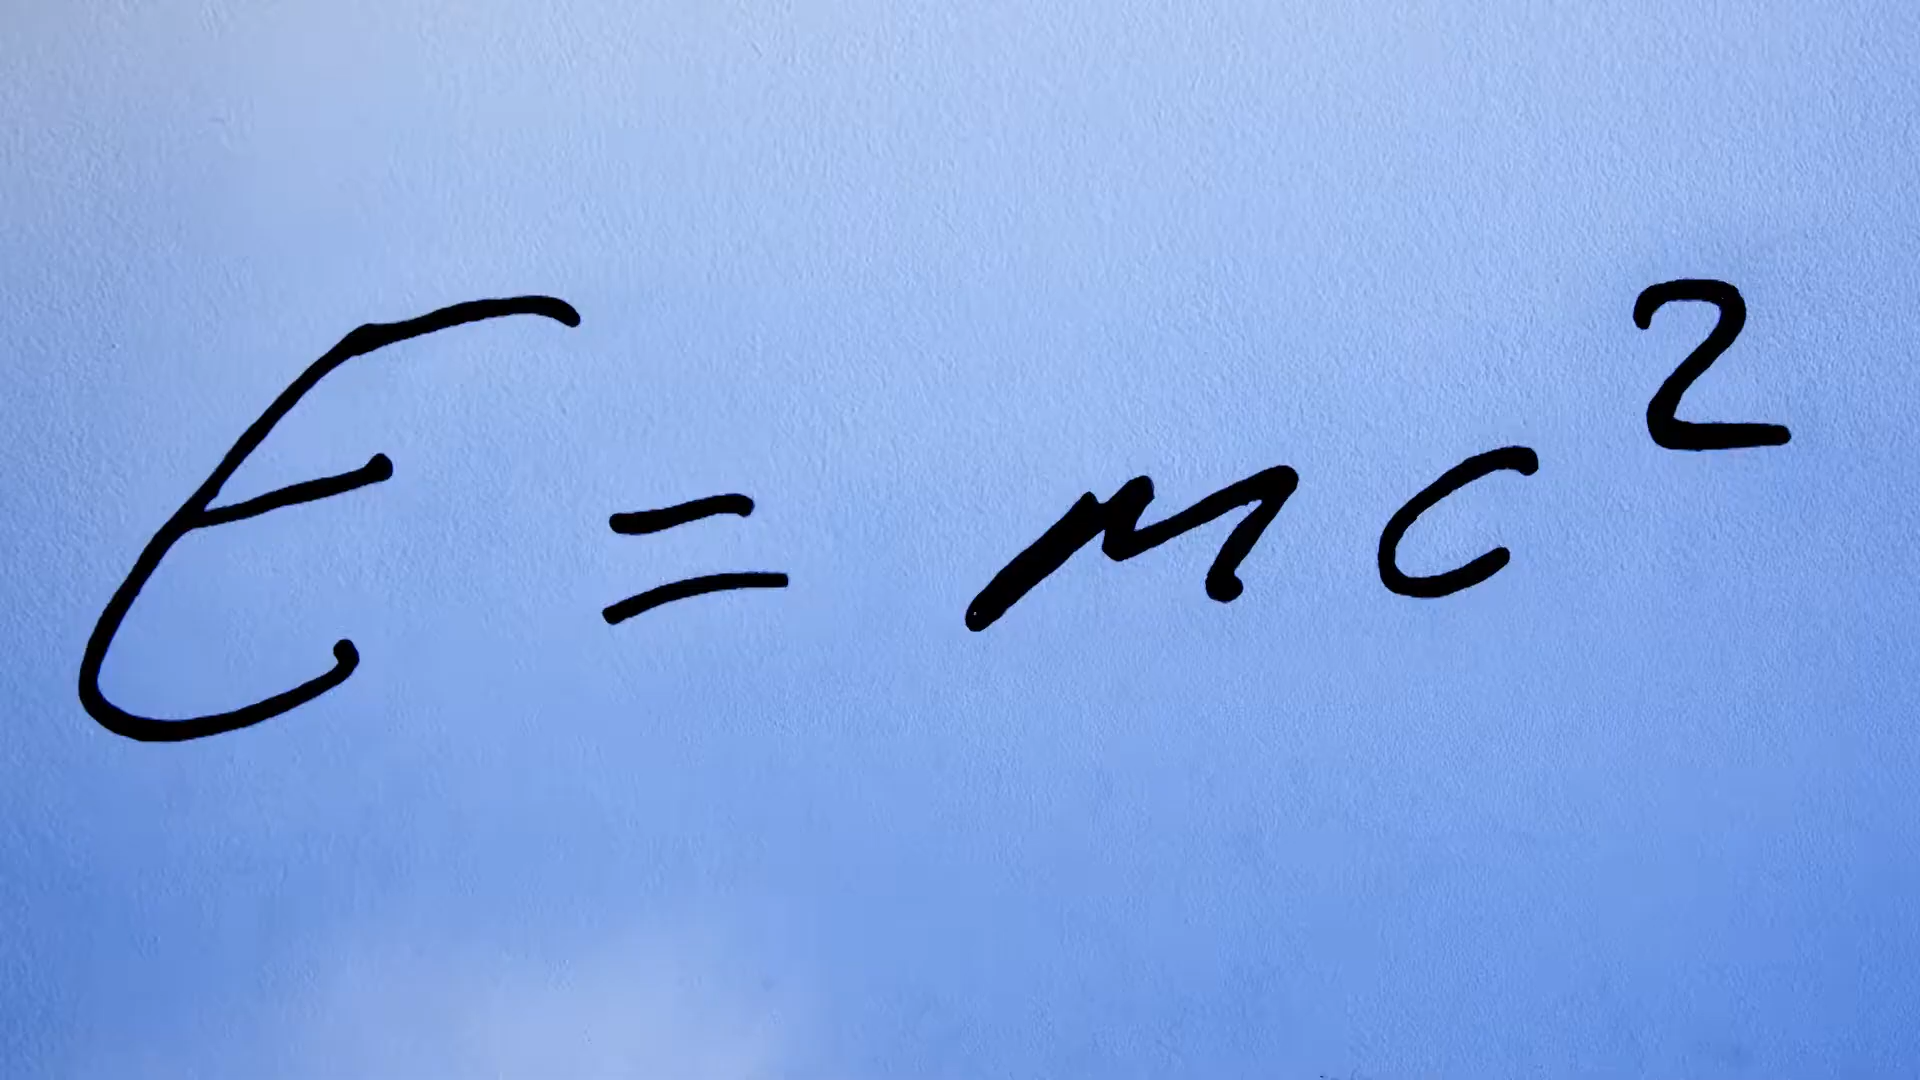 E = mc²